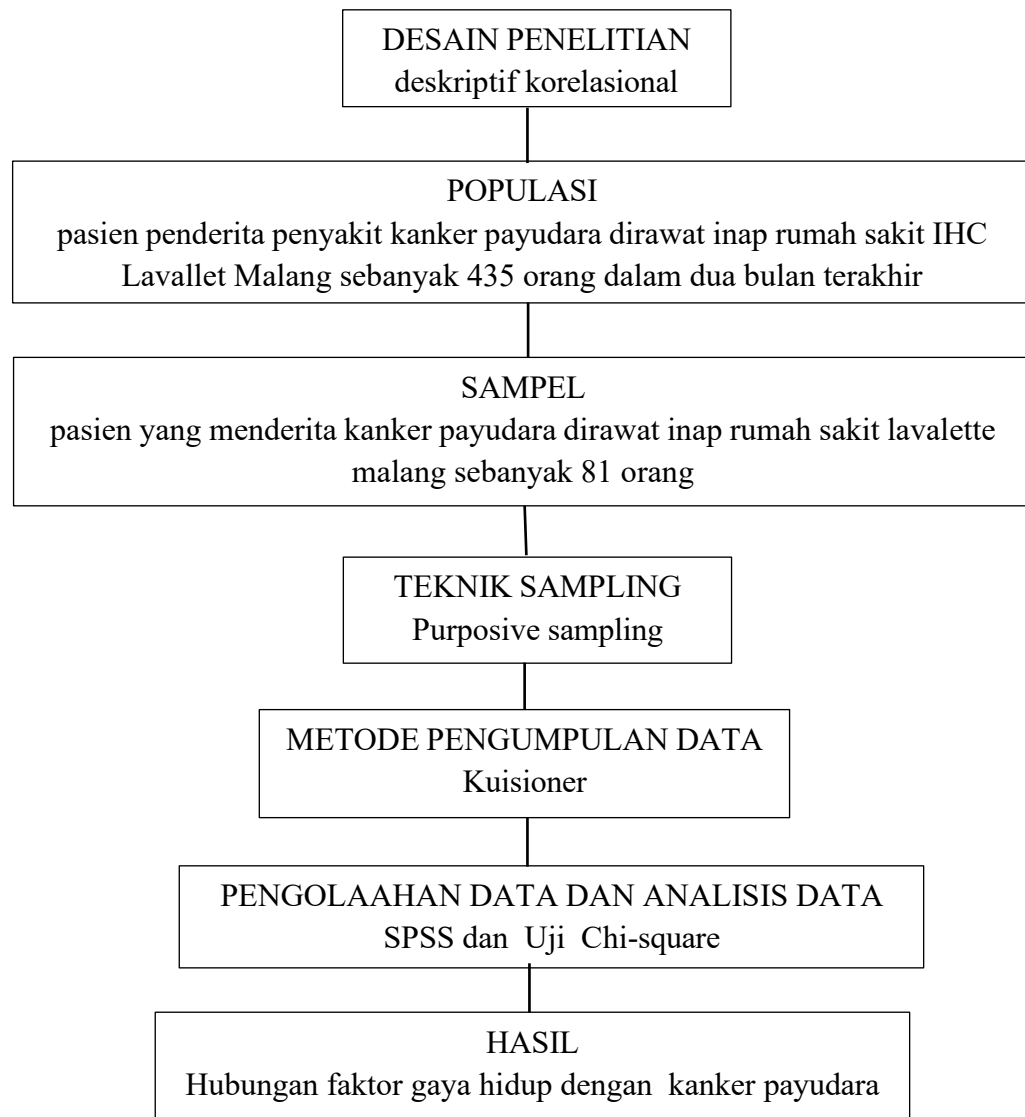 DESAIN PENELITIAN
deskriptif korelasional
POPULASI
pasien penderita penyakit kanker payudara dirawat inap rumah sakit IHC
Lavallet Malang sebanyak 435 orang dalam dua bulan terakhir
SAMPEL
pasien yang menderita kanker payudara dirawat inap rumah sakit lavalette
malang sebanyak 81 orang
TEKNIK SAMPLING
Purposive sampling
METODE PENGUMPULAN DATA
Kuisioner
PENGOLAAHAN DATA DAN ANALISIS DATA
SPSS dan  Uji  Chi-square
HASIL
Hubungan faktor gaya hidup dengan  kanker payudara